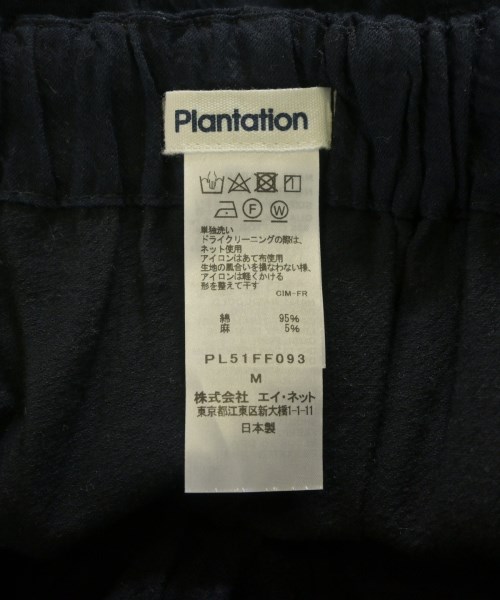 Plantation
F W
単独洗い
ドライクリーニングの際は、
ネット使用
アイロンはあて布使用
生地の風合いを損なわない様、
アイロンは軽くかける
形を整えて干す
CIM-FR
綿 95%
麻 5%
PL51FF093
M
株式会社 エイ・ネット
東京都江東区新大橋1-1-11
日本製